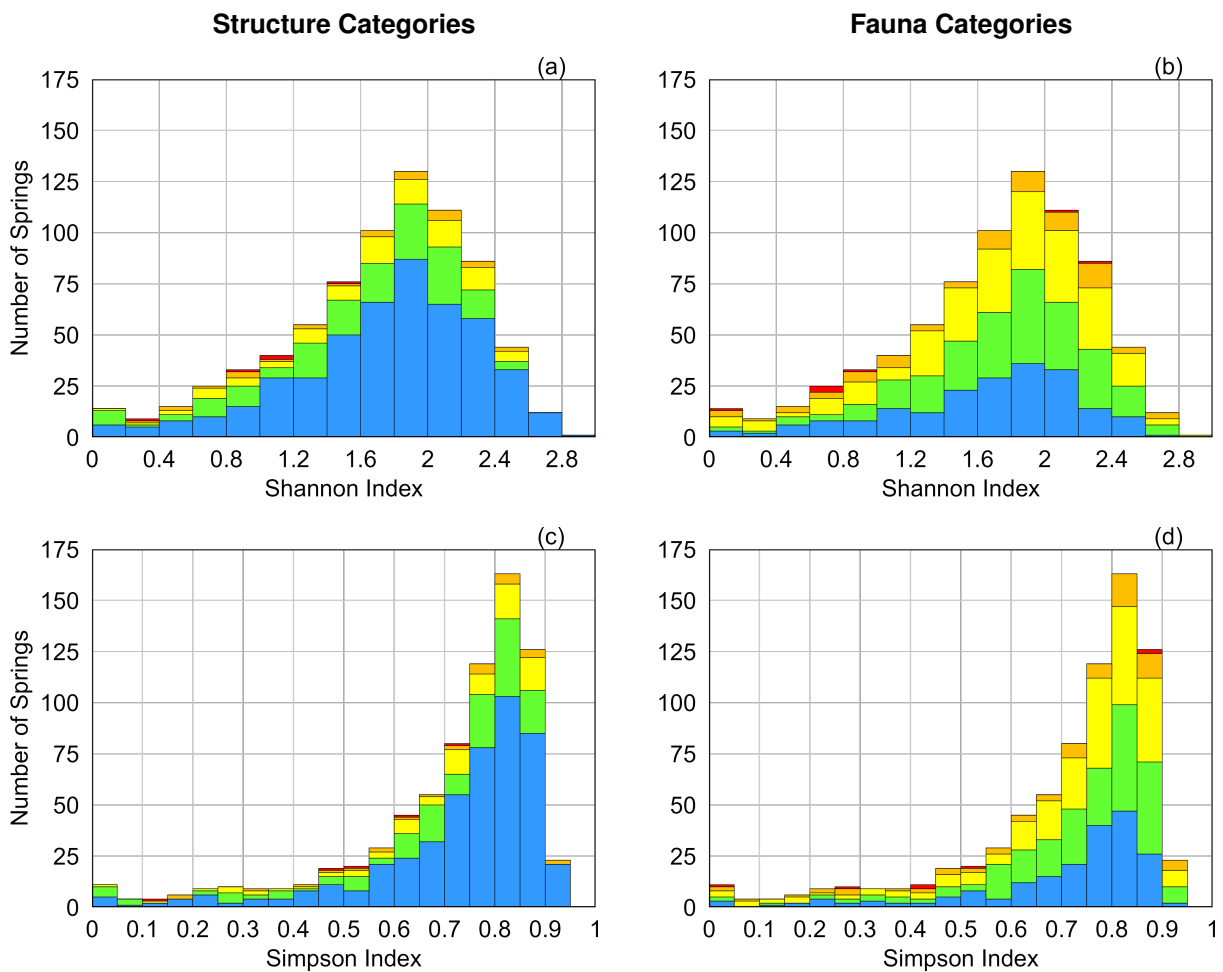 Structure Categories
Fauna Categories
(a)
175
150
125
100
75
50
25
0
Number of Springs
0 0.4 0.8 1.2 1.6 2 2.4 2.8
Shannon Index
(b)
175
150
125
100
75
50
25
0
0 0.4 0.8 1.2 1.6 2 2.4 2.8
Shannon Index
(c)
175
150
125
100
75
50
25
0
Number of Springs
0 0.1 0.2 0.3 0.4 0.5 0.6 0.7 0.8 0.9 1
Simpson Index
(d)
175
150
125
100
75
50
25
0
0 0.1 0.2 0.3 0.4 0.5 0.6 0.7 0.8 0.9 1
Simpson Index